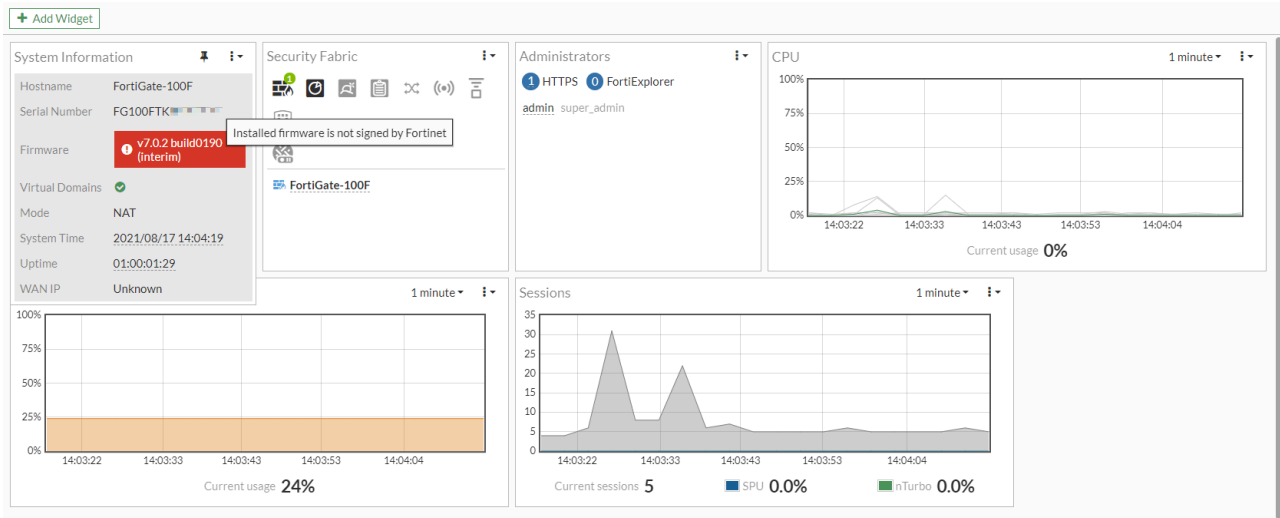 + Add Widget
System Information
Hostname FortiGate-100F
Serial Number FG100FTK
Firmware v7.0.2 build0190
(interim)
Installed firmware is not signed by Fortinet
Virtual Domains
Mode NAT
System Time 2021/08/17 14:04:19
Uptime 01:00:01:29
WAN IP Unknown
Security Fabric
1
FortiGate-100F
Administrators
1 HTTPS 0 FortiExplorer
admin super_admin
CPU 1 minute
100%
75%
50%
25%
0%
14:03:22 14:03:33 14:03:43 14:03:53 14:04:04
Current usage 0%
1 minute
100%
75%
50%
25%
0%
14:03:22 14:03:33 14:03:43 14:03:53 14:04:04
Current usage 24%
Sessions 1 minute
35
30
25
20
15
10
5
0
14:03:22 14:03:33 14:03:43 14:03:53 14:04:04
Current sessions 5 SPU 0.0% nTurbo 0.0%